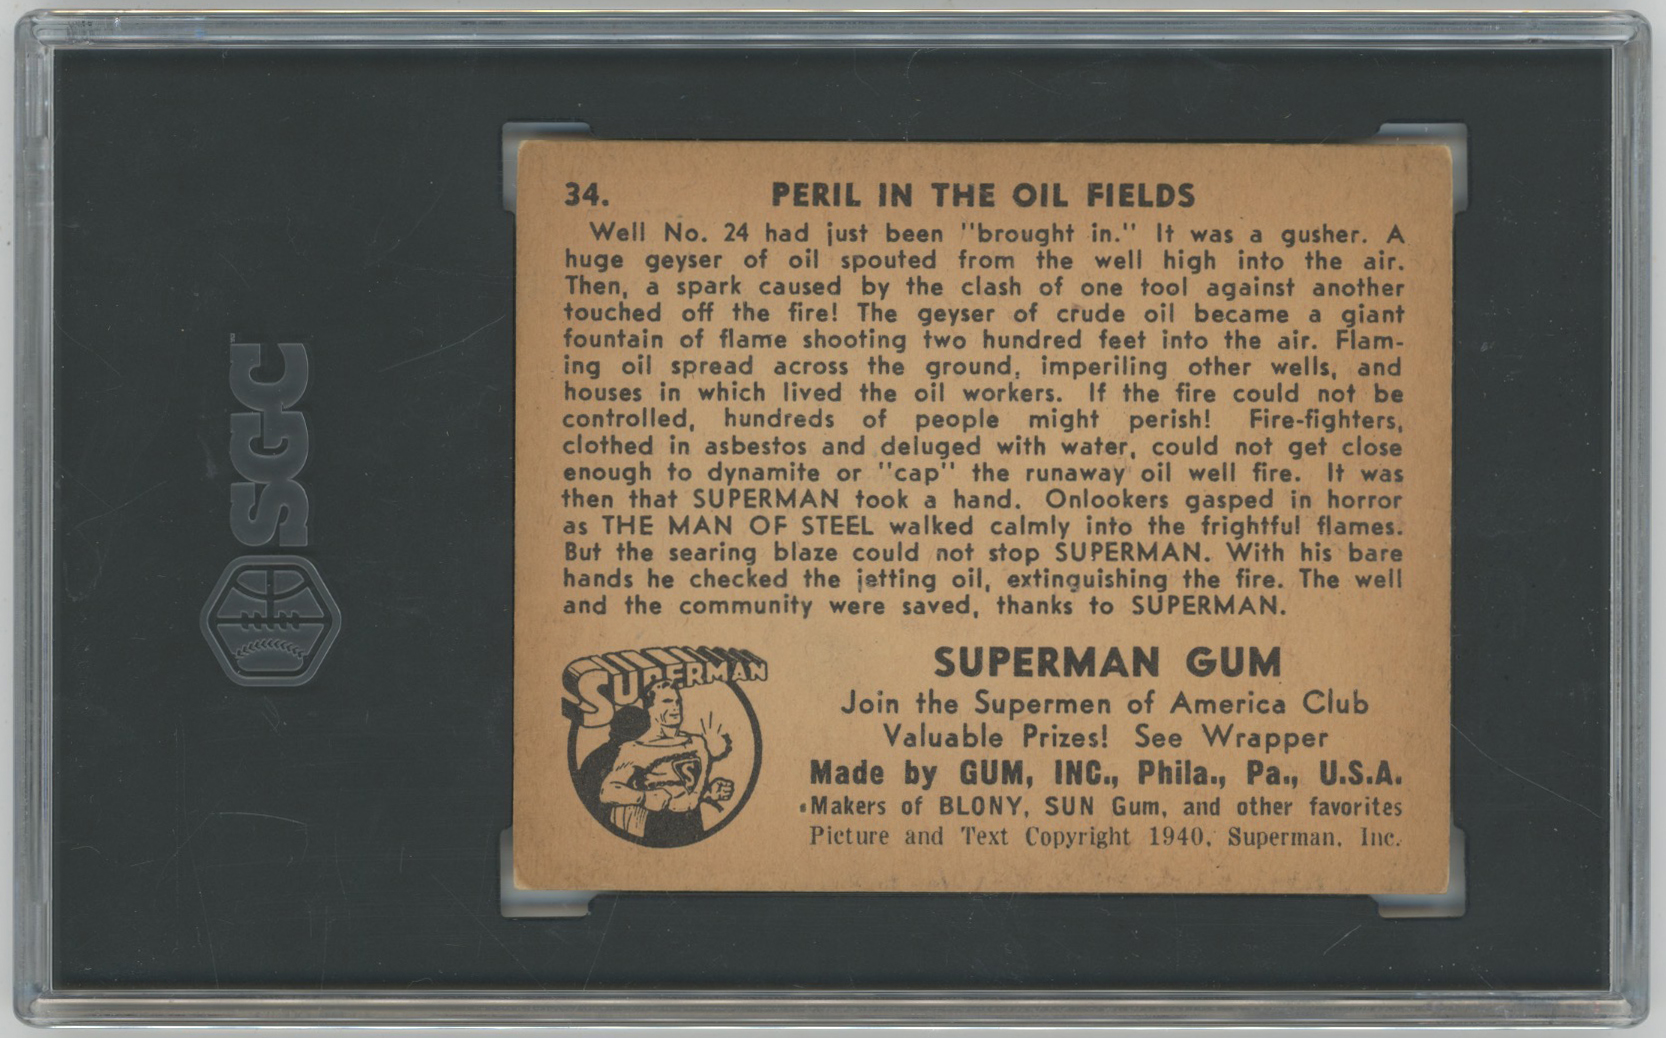 34. PERIL IN THE OIL FIELDS
Well No. 24 had just been "brought in." It was a gusher. A
huge geyser of oil spouted from the well high into the air.
Then, a spark caused by the clash of one tool against another
touched off the fire! The geyser of crude oil became a giant
fountain of flame shooting two hundred feet into the air. Flam-
ing oil spread across the ground, imperiling other wells, and
houses in which lived the oil workers. If the fire could not be
controlled, hundreds of people might perish! Fire-fighters,
clothed in asbestos and deluged with water, could not get close
enough to dynamite or "cap" the runaway oil well fire. It was
then that SUPERMAN took a hand. Onlookers gasped in horror
as THE MAN OF STEEL walked calmly into the frightful flames.
But the searing blaze could not stop SUPERMAN. With his bare
hands he checked the jetting oil, extinguishing the fire. The well
and the community were saved, thanks to SUPERMAN.
SUPERMAN
S
SUPERMAN GUM
Join the Supermen of America Club
Valuable Prizes! See Wrapper
Made by GUM, INC., Phila., Pa., U.S.A.
Makers of BLONY, SUN Gum, and other favorites
Picture and Text Copyright 1940, Superman, Inc.
SGC